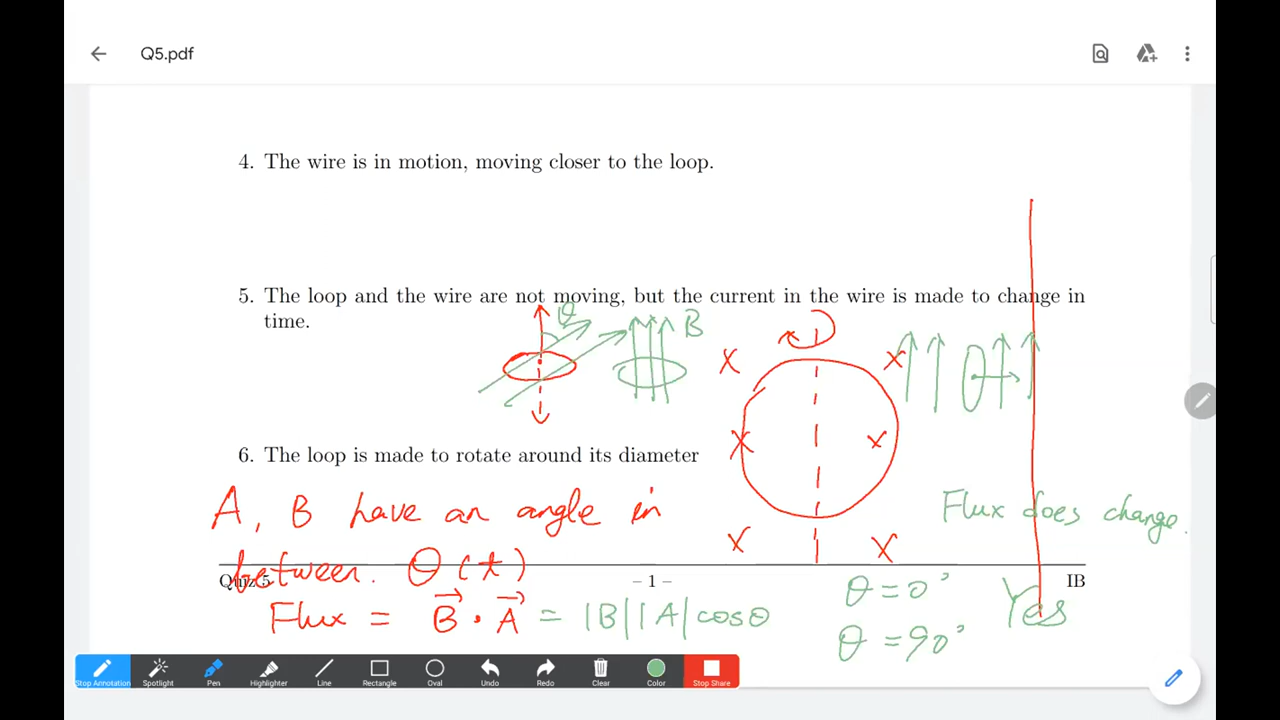 Q5.pdf
4. The wire is in motion, moving closer to the loop.
5. The loop and the wire are not moving, but the current in the wire is made to change in
time.
θ
B
6. The loop is made to rotate around its diameter
A, B have an angle in
Flux does change.
between. θ(t)
Quiz 5
– 1 –
IB
Flux = B⃗ · A⃗ = |B||A|cosθ
θ = 0°
Yes
θ = 90°
Stop Annotation Spotlight Pen Highlighter Line Rectangle Oval Undo Redo Clear Color Stop Share